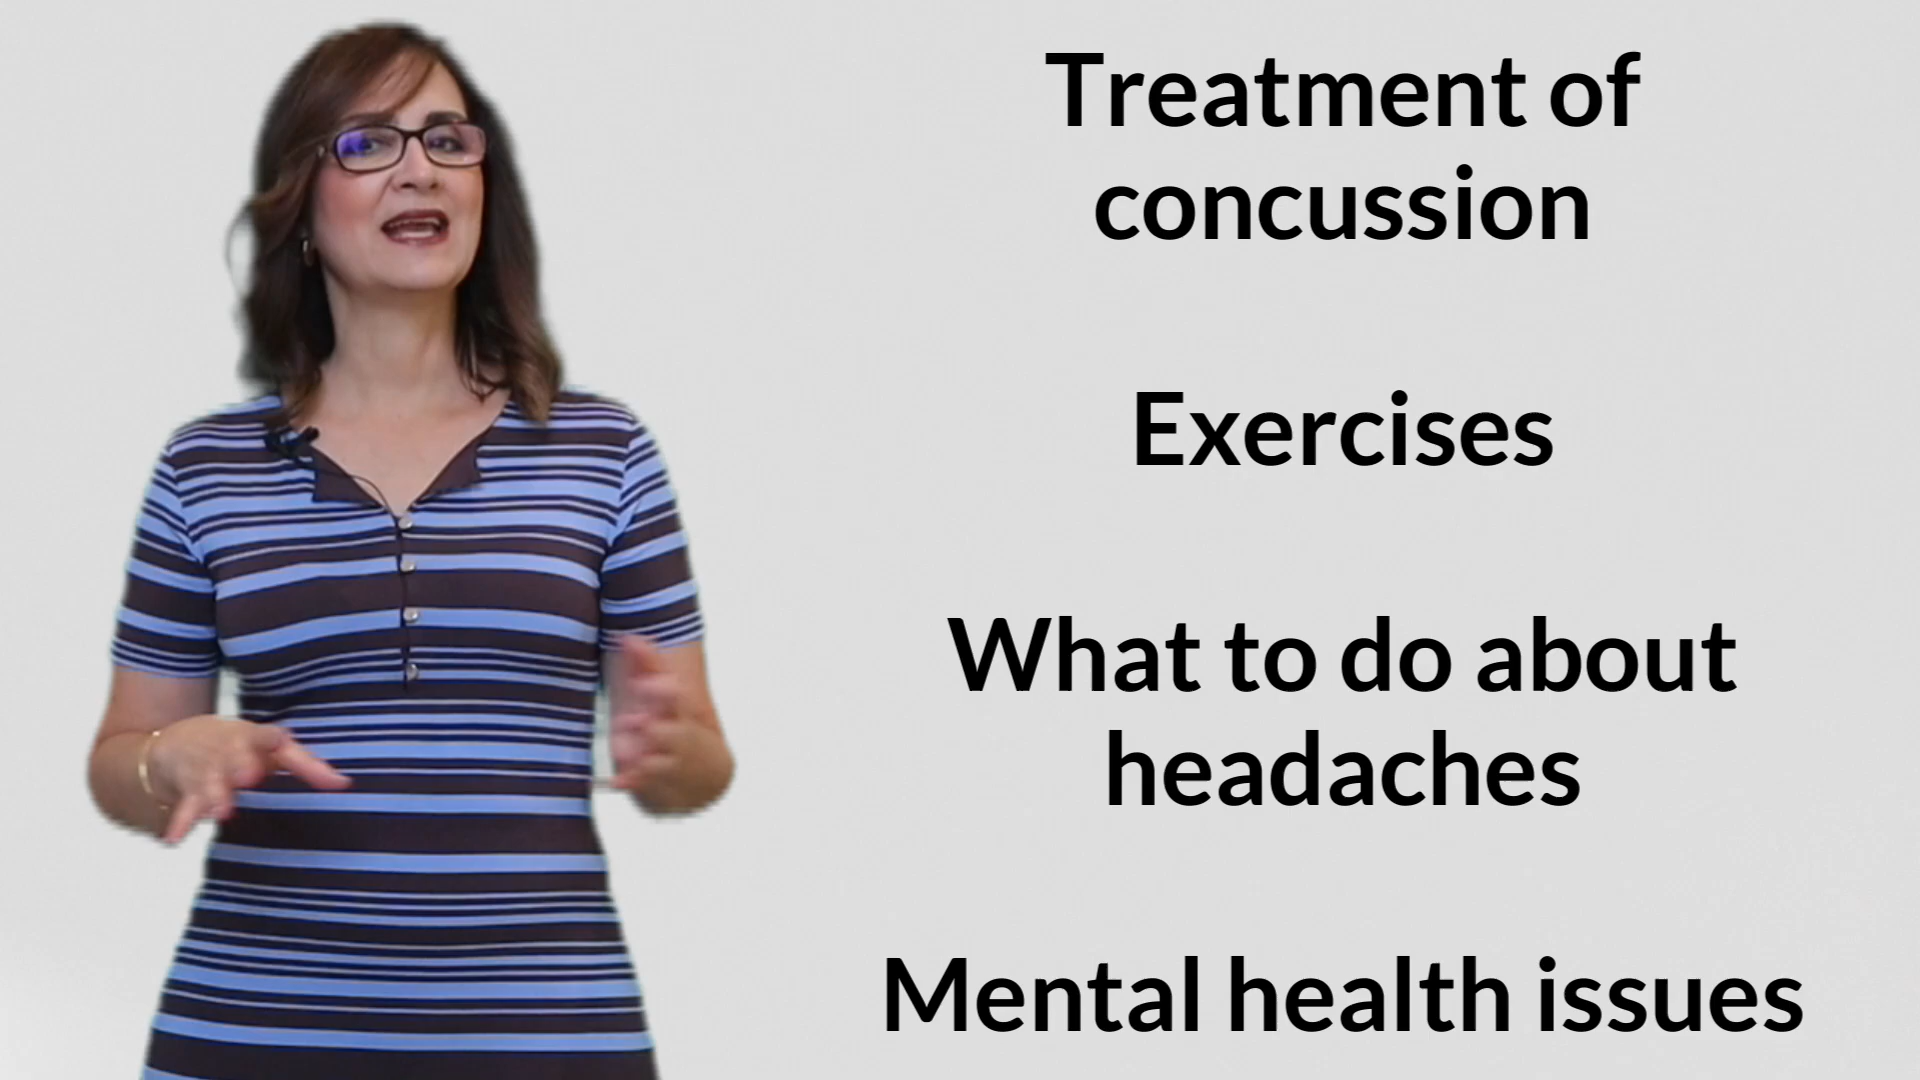 Treatment of
concussion
Exercises
What to do about
headaches
Mental health issues